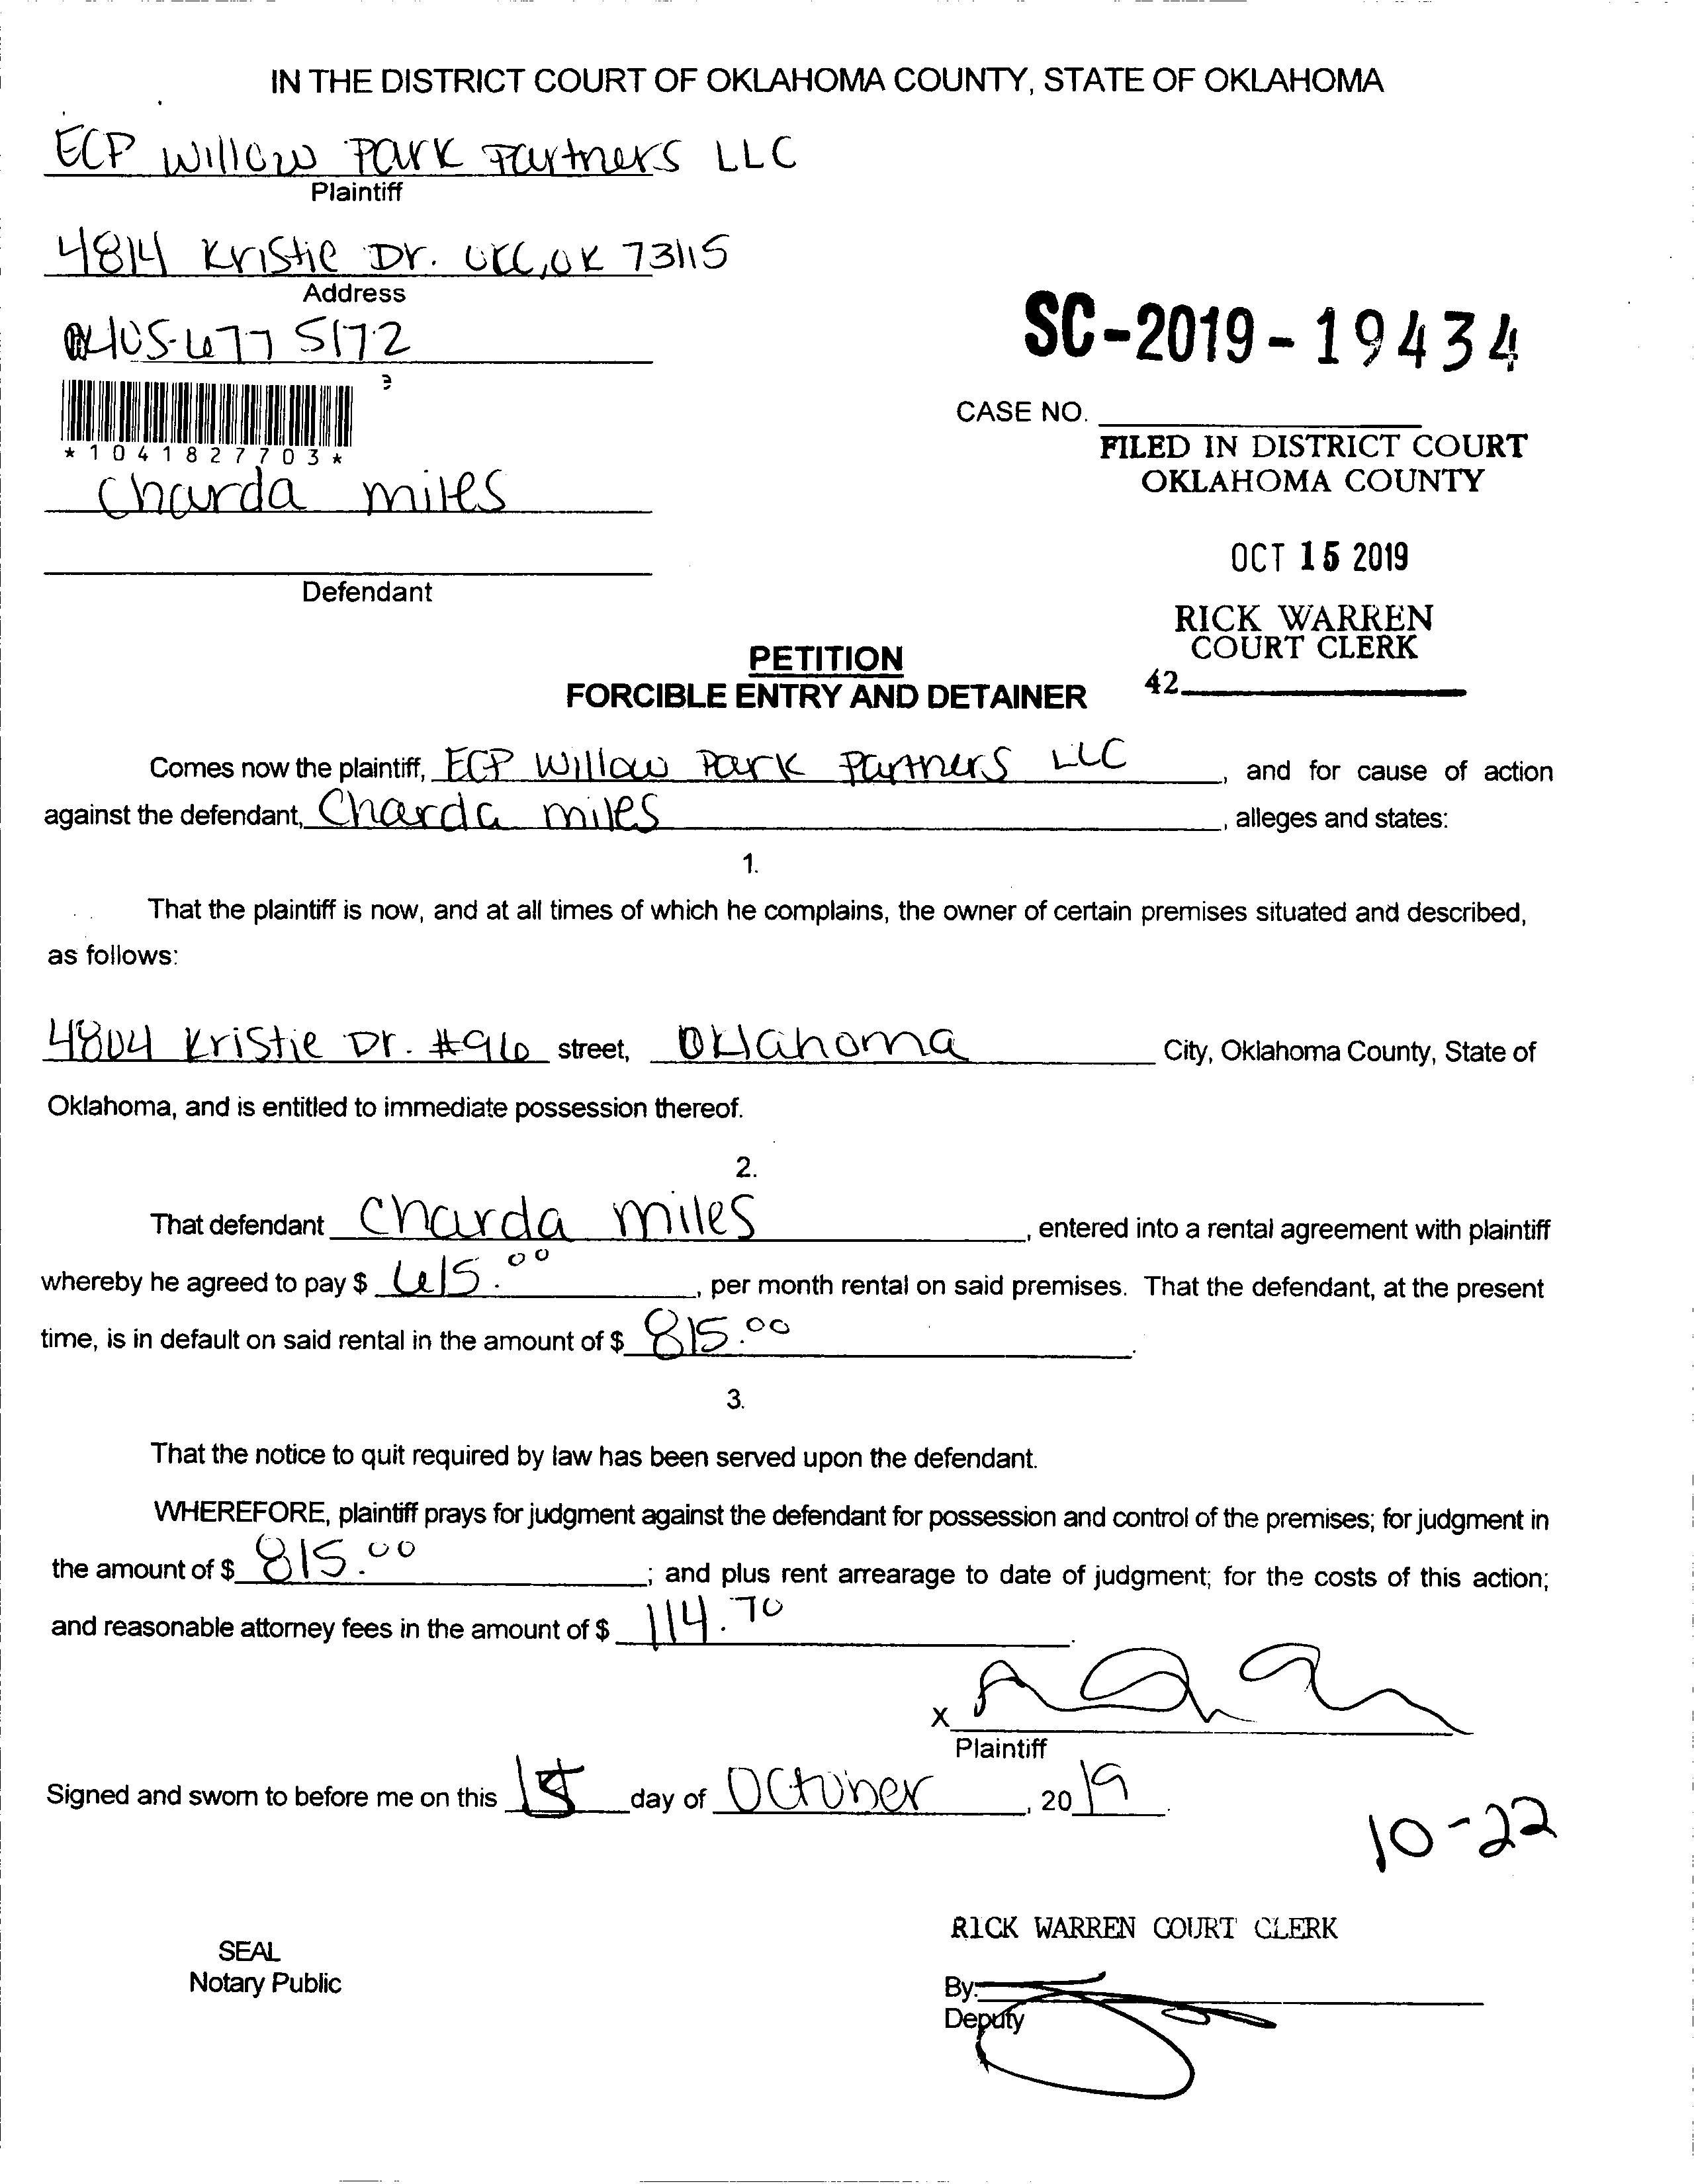 IN THE DISTRICT COURT OF OKLAHOMA COUNTY, STATE OF OKLAHOMA
ECP Willow Park Partners LLC
Plaintiff
4814 Kristie Dr. OKC, OK 73115
Address
405-677 5172
*1041827703*
Charda miles
Defendant
SC-2019-19434
CASE NO.
FILED IN DISTRICT COURT
OKLAHOMA COUNTY
OCT 15 2019
RICK WARREN
COURT CLERK
42
PETITION
FORCIBLE ENTRY AND DETAINER
Comes now the plaintiff, ECP Willow Park Partners LLC, and for cause of action
against the defendant, Charda miles, alleges and states:
1.
That the plaintiff is now, and at all times of which he complains, the owner of certain premises situated and described,
as follows:
4804 Kristie Dr. #96 street, Oklahoma City, Oklahoma County, State of
Oklahoma, and is entitled to immediate possession thereof.
2.
That defendant Charda miles, entered into a rental agreement with plaintiff
whereby he agreed to pay $ 615.00, per month rental on said premises. That the defendant, at the present
time, is in default on said rental in the amount of $ 815.00.
3.
That the notice to quit required by law has been served upon the defendant.
WHEREFORE, plaintiff prays for judgment against the defendant for possession and control of the premises; for judgment in
the amount of $ 815.00; and plus rent arrearage to date of judgment; for the costs of this action;
and reasonable attorney fees in the amount of $ 114.70.
X
Plaintiff
Signed and sworn to before me on this day of October, 2019.
10-22
RICK WARREN COURT CLERK
SEAL
Notary Public
By:
Deputy